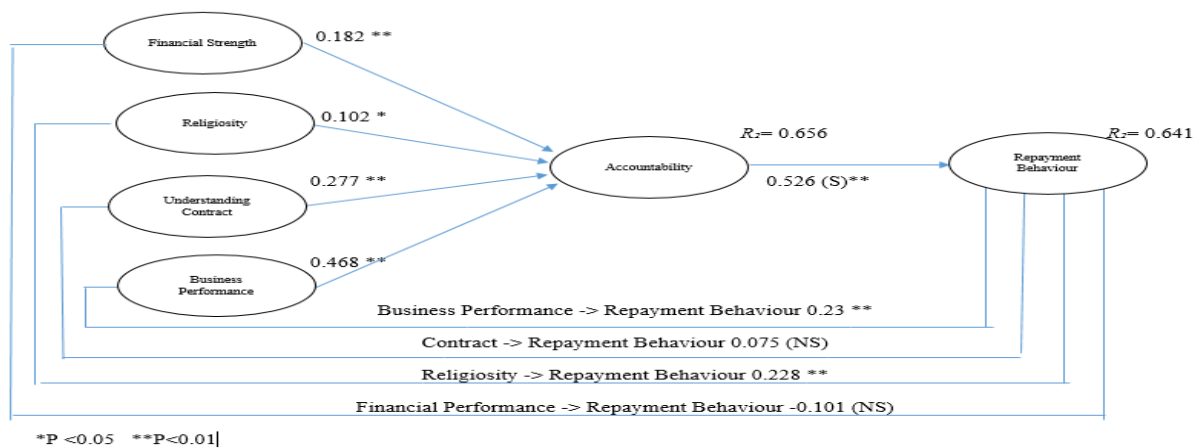 Financial Strength
0.182 **
Religiosity
0.102 *
R₂= 0.656
R₂= 0.641
Accountability
Repayment
Behaviour
0.526 (S)**
0.277 **
Understanding
Contract
0.468 **
Business
Performance
Business Performance -> Repayment Behaviour 0.23 **
Contract -> Repayment Behaviour 0.075 (NS)
Religiosity -> Repayment Behaviour 0.228 **
Financial Performance -> Repayment Behaviour -0.101 (NS)
*P <0.05 **P<0.01